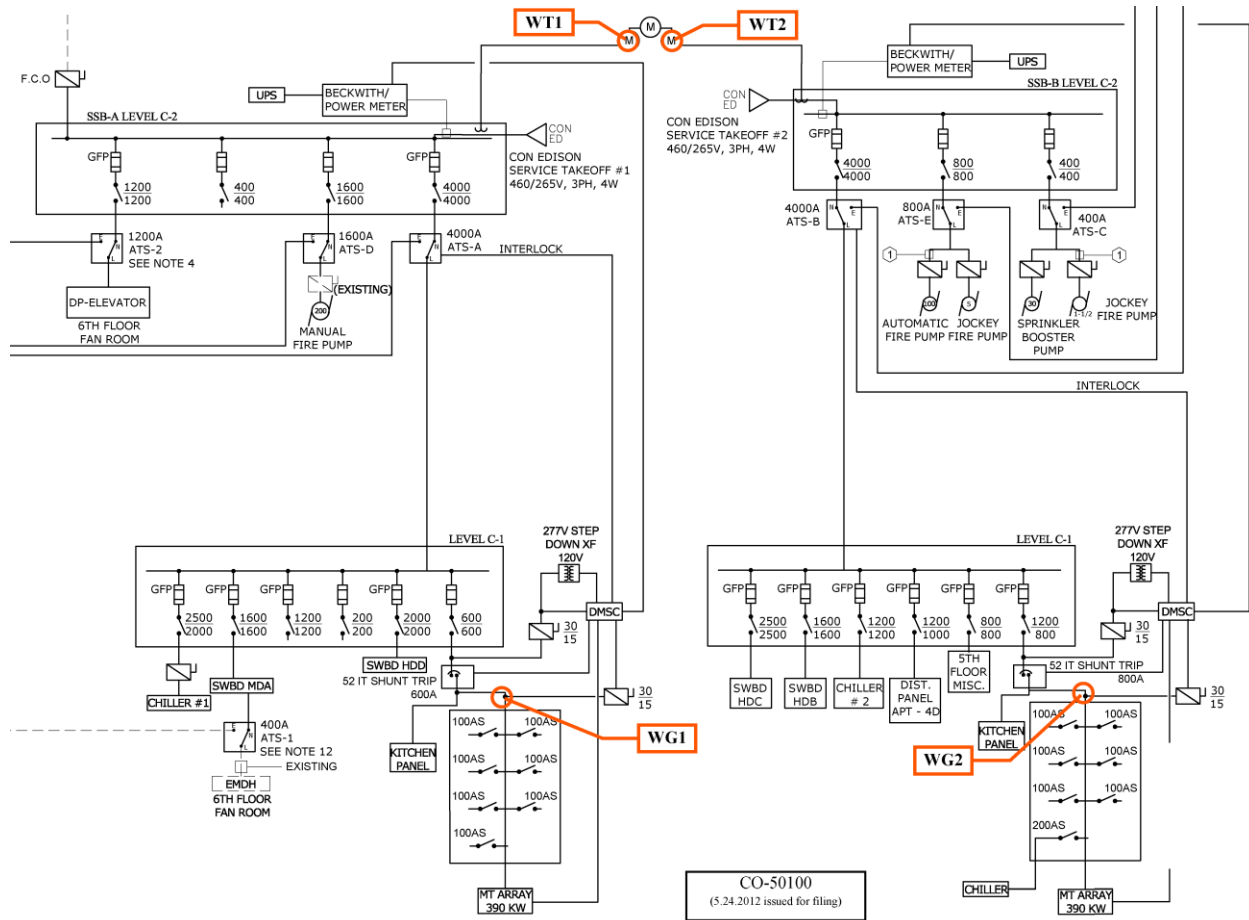 WT1
M
M
M
WT2
F.C.O
UPS
BECKWITH/
POWER METER
SSB-A LEVEL C-2
GFP
1200
1200
400
400
1600
1600
GFP
4000
4000
CON
ED
CON EDISON
SERVICE TAKEOFF #1
460/265V, 3PH, 4W
E
N
L
1200A
ATS-2
SEE NOTE 4
E
N
L
1600A
ATS-D
E
N
L
4000A
ATS-A
INTERLOCK
DP-ELEVATOR
6TH FLOOR
FAN ROOM
(EXISTING)
200
MANUAL
FIRE PUMP
BECKWITH/
POWER METER
UPS
SSB-B LEVEL C-2
CON
ED
CON EDISON
SERVICE TAKEOFF #2
460/265V, 3PH, 4W
GFP
4000
4000
800
800
400
400
4000A
ATS-B
N
E
L
800A
ATS-E
N
E
L
N
E
L
400A
ATS-C
1
1
100
5
30
1-1/2
AUTOMATIC
FIRE PUMP
JOCKEY
FIRE PUMP
SPRINKLER
BOOSTER
PUMP
JOCKEY
FIRE PUMP
INTERLOCK
LEVEL C-1
GFP
2500
2000
GFP
1600
1600
GFP
1200
1200
200
200
GFP
2000
2000
600
600
277V STEP
DOWN XF
120V
DMSC
30
15
SWBD HDD
52 IT SHUNT TRIP
600A
CHILLER #1
SWBD MDA
E
N
L
400A
ATS-1
SEE NOTE 12
EXISTING
EMDH
6TH FLOOR
FAN ROOM
KITCHEN
PANEL
30
15
WG1
100AS
100AS
100AS
100AS
100AS
100AS
100AS
MT ARRAY
390 KW
LEVEL C-1
GFP
2500
2500
GFP
1600
1600
GFP
1200
1200
GFP
1200
1000
GFP
800
800
GFP
1200
800
277V STEP
DOWN XF
120V
DMSC
30
15
SWBD
HDC
SWBD
HDB
CHILLER
# 2
DIST.
PANEL
APT - 4D
5TH
FLOOR
MISC.
52 IT SHUNT TRIP
800A
KITCHEN
PANEL
30
15
WG2
100AS
100AS
100AS
100AS
100AS
100AS
200AS
CHILLER
MT ARRAY
390 KW
CO-50100
(5.24.2012 issued for filing)